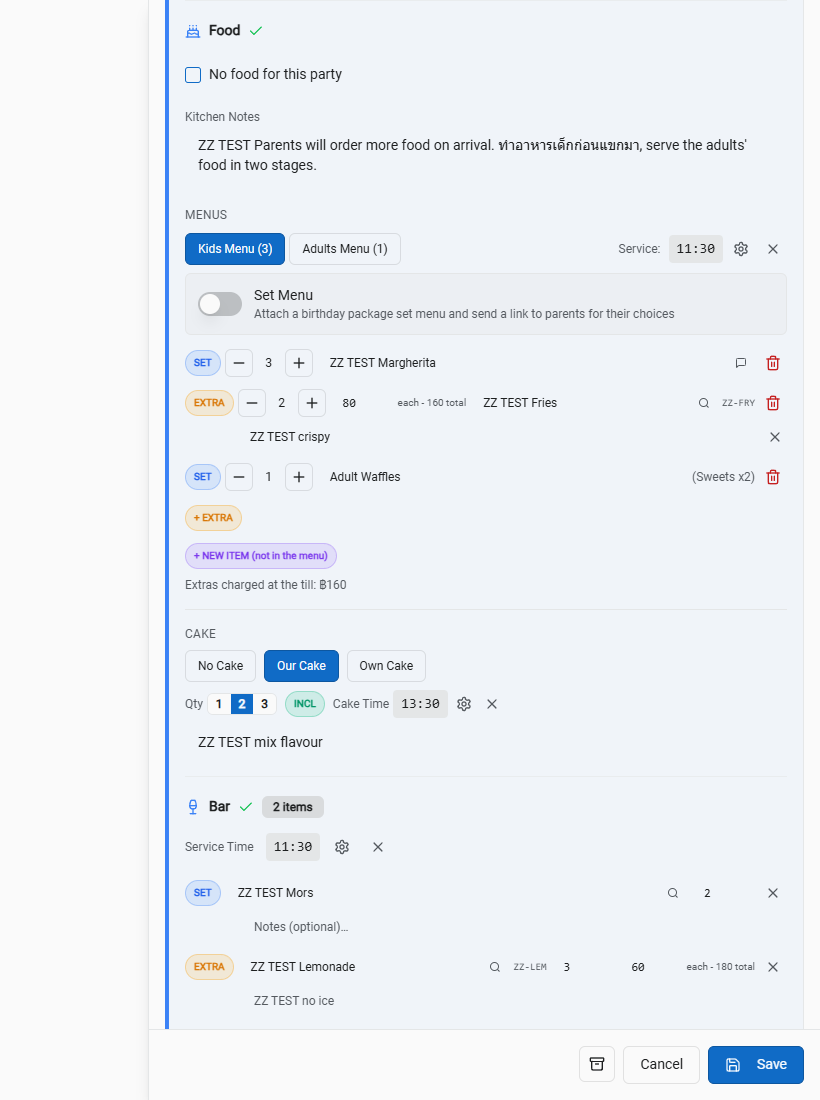 Food
No food for this party
Kitchen Notes
ZZ TEST Parents will order more food on arrival. ทำอาหารเด็กก่อนแขกมา, serve the adults'
food in two stages.
MENUS
Kids Menu (3) Adults Menu (1) Service: 11:30
Set Menu
Attach a birthday package set menu and send a link to parents for their choices
SET 3 ZZ TEST Margherita
EXTRA 2 80 each - 160 total ZZ TEST Fries ZZ-FRY
ZZ TEST crispy
SET 1 Adult Waffles (Sweets x2)
+ EXTRA
+ NEW ITEM (not in the menu)
Extras charged at the till: ฿160
CAKE
No Cake Our Cake Own Cake
Qty 1 2 3 INCL Cake Time 13:30
ZZ TEST mix flavour
Bar 2 items
Service Time 11:30
SET ZZ TEST Mors 2
Notes (optional)...
EXTRA ZZ TEST Lemonade ZZ-LEM 3 60 each - 180 total
ZZ TEST no ice
Cancel Save